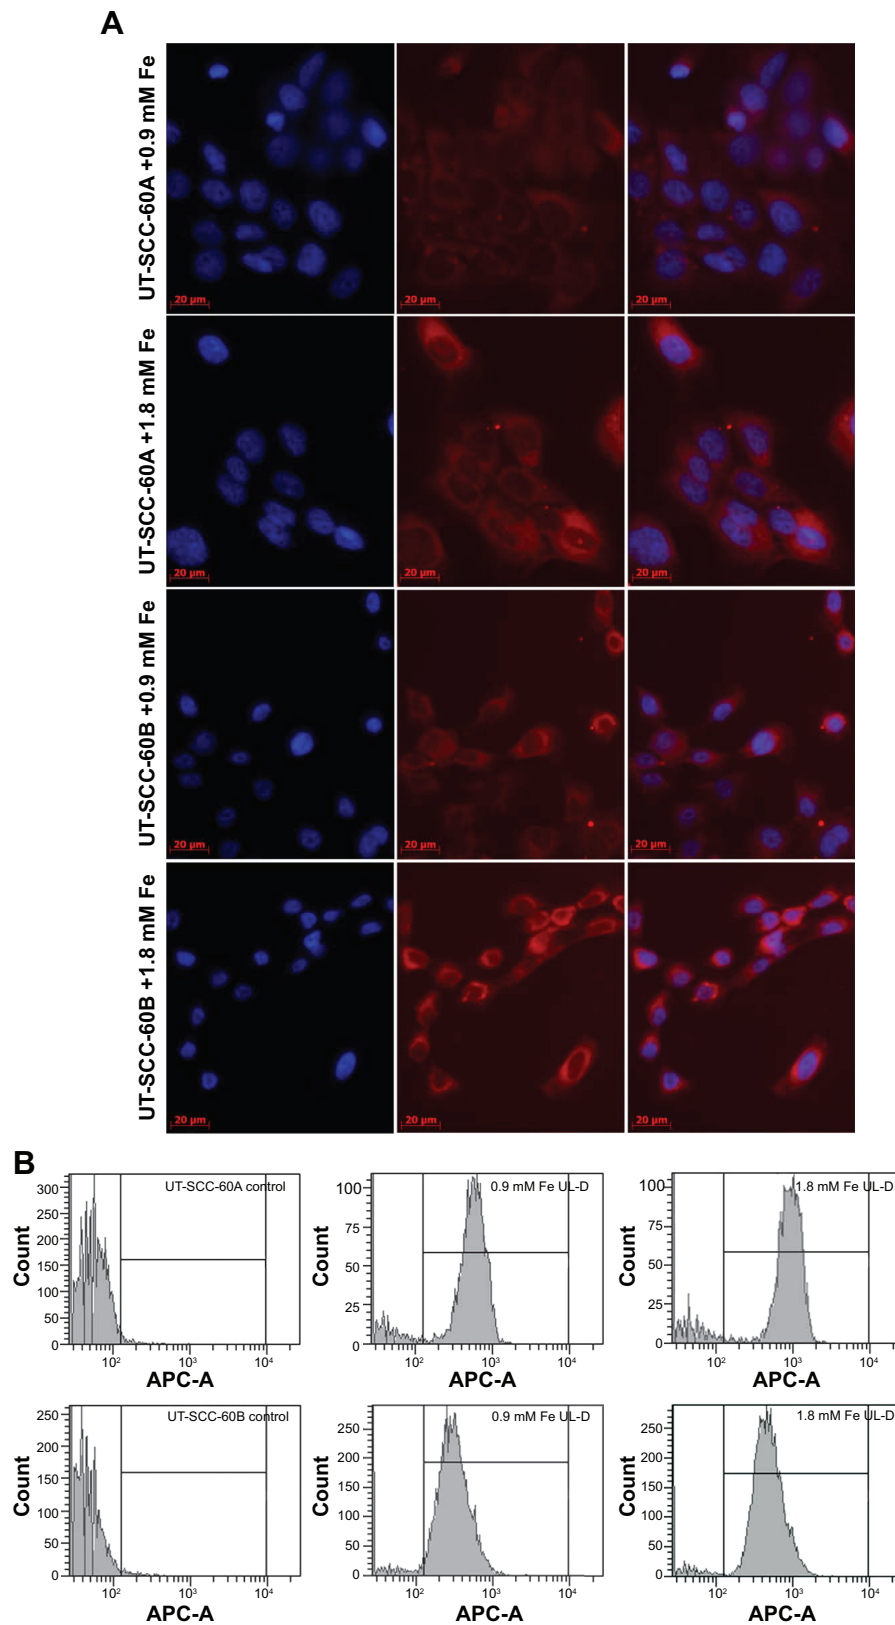 A
UT-SCC-60A +0.9 mM Fe
20 µm
20 µm
20 µm
UT-SCC-60A +1.8 mM Fe
20 µm
20 µm
20 µm
UT-SCC-60B +0.9 mM Fe
20 µm
20 µm
20 µm
UT-SCC-60B +1.8 mM Fe
20 µm
20 µm
20 µm
B
UT-SCC-60A control
Count
300
250
200
150
100
50
0
10² 10³ 10⁴
APC-A
0.9 mM Fe UL-D
Count
100
75
50
25
0
10² 10³ 10⁴
APC-A
1.8 mM Fe UL-D
Count
100
75
50
25
0
10² 10³ 10⁴
APC-A
UT-SCC-60B control
Count
250
200
150
100
50
0
10² 10³ 10⁴
APC-A
0.9 mM Fe UL-D
Count
250
200
150
100
50
0
10² 10³ 10⁴
APC-A
1.8 mM Fe UL-D
Count
250
200
150
100
50
0
10² 10³ 10⁴
APC-A